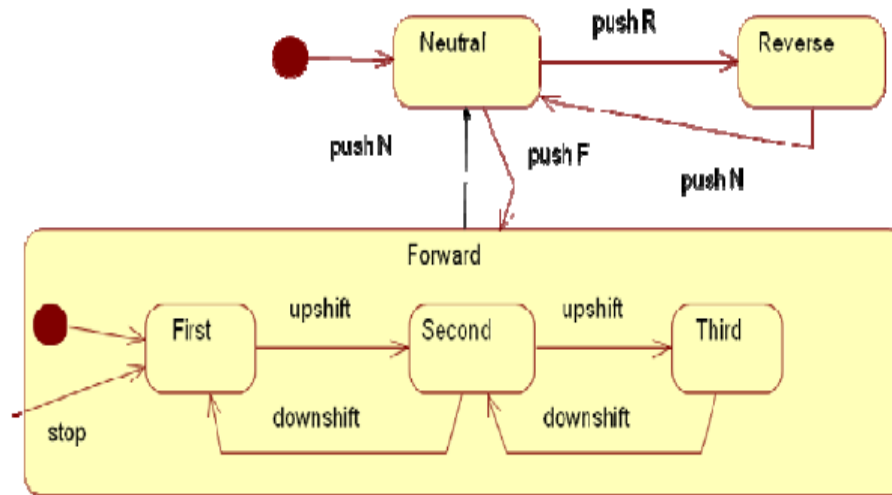 Neutral
push R
Reverse
push N
push F
push N
Forward
First
upshift
Second
upshift
Third
stop
downshift
downshift